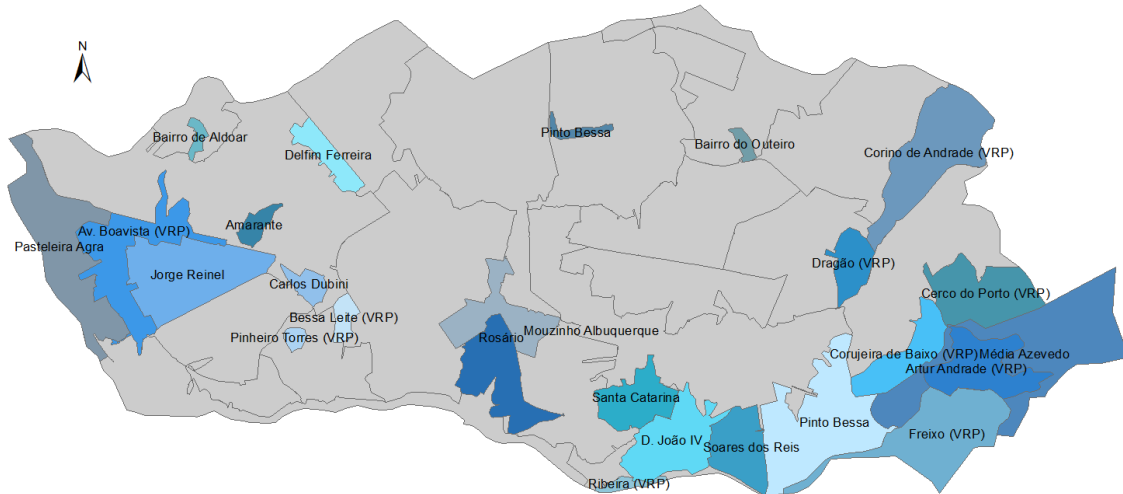 N
Bairro de Aldoar
Delfim Ferreira
Pinto Bessa
Bairro do Outeiro
Corino de Andrade (VRP)
Amarante
Av. Boavista (VRP)
Pasteleira Agra
Jorge Reinel
Dragão (VRP)
Carlos Dubini
Cerco do Porto (VRP)
Bessa Leite (VRP)
Mouzinho Albuquerque
Pinheiro Torres (VRP)
Rosário
Corujeira de Baixo (VRP)
Média Azevedo
Artur Andrade (VRP)
Santa Catarina
Pinto Bessa
Freixo (VRP)
D. João IV
Soares dos Reis
Ribeira (VRP)